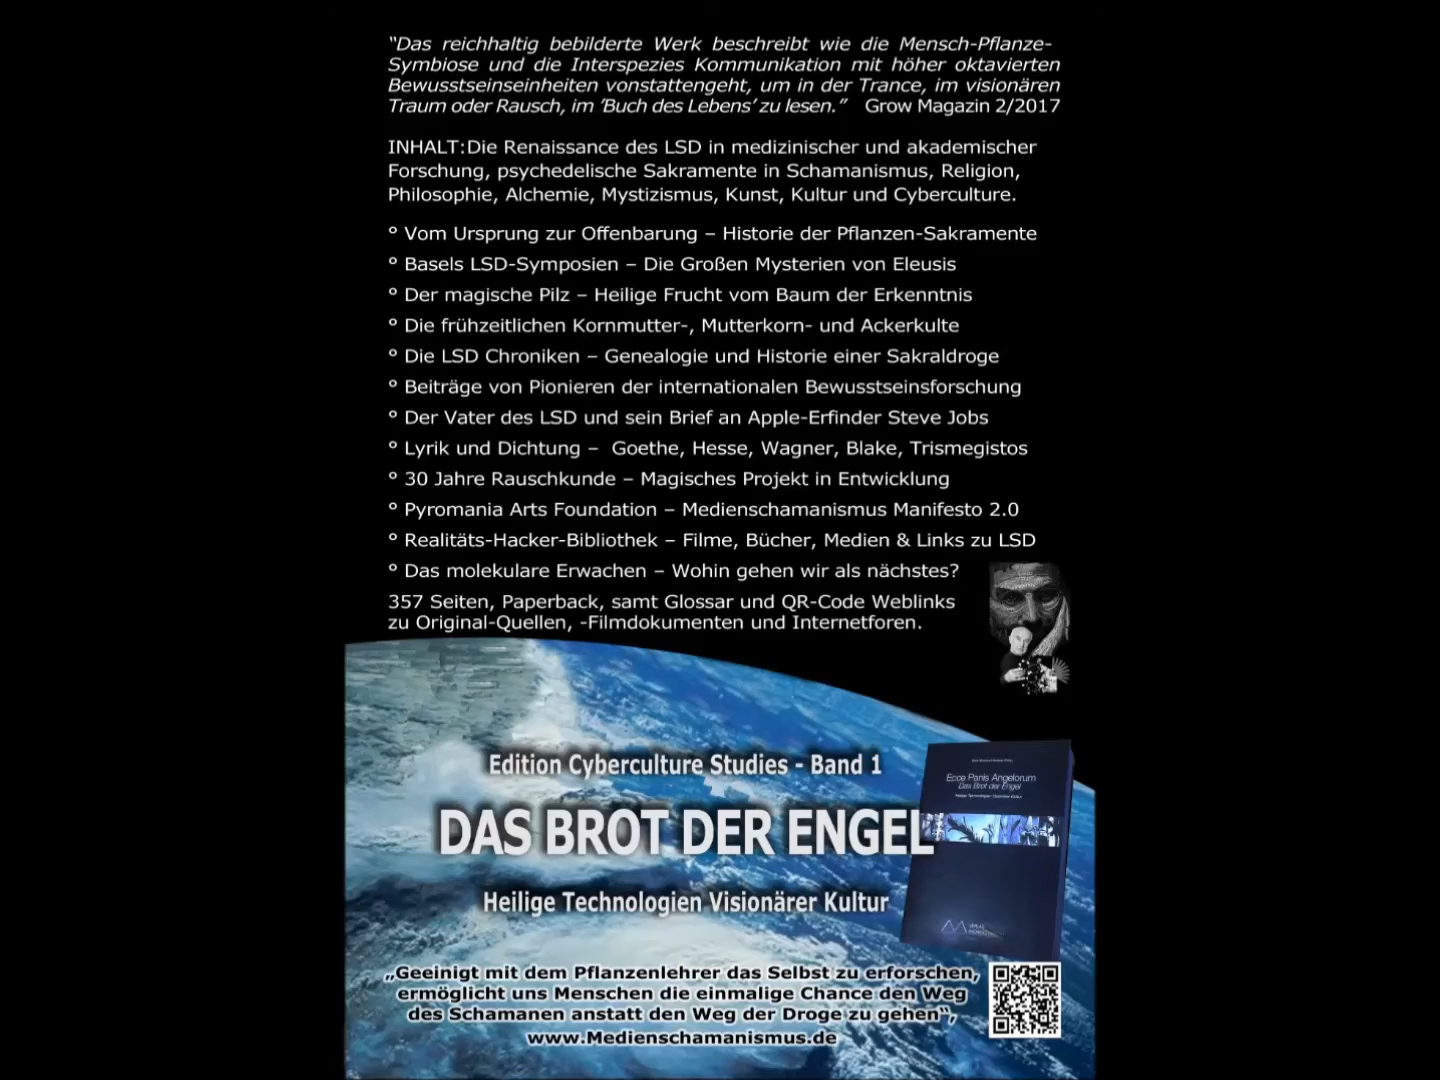 “Das reichhaltig bebilderte Werk beschreibt wie die Mensch-Pflanze-
Symbiose und die Interspezies Kommunikation mit höher oktavierten
Bewusstseinseinheiten vonstattengeht, um in der Trance, im visionären
Traum oder Rausch, im ‘Buch des Lebens’ zu lesen.” Grow Magazin 2/2017
INHALT:Die Renaissance des LSD in medizinischer und akademischer
Forschung, psychedelische Sakramente in Schamanismus, Religion,
Philosophie, Alchemie, Mystizismus, Kunst, Kultur und Cyberculture.
° Vom Ursprung zur Offenbarung – Historie der Pflanzen-Sakramente
° Basels LSD-Symposien – Die Großen Mysterien von Eleusis
° Der magische Pilz – Heilige Frucht vom Baum der Erkenntnis
° Die frühzeitlichen Kornmutter-, Mutterkorn- und Ackerkulte
° Die LSD Chroniken – Genealogie und Historie einer Sakraldroge
° Beiträge von Pionieren der internationalen Bewusstseinsforschung
° Der Vater des LSD und sein Brief an Apple-Erfinder Steve Jobs
° Lyrik und Dichtung – Goethe, Hesse, Wagner, Blake, Trismegistos
° 30 Jahre Rauschkunde – Magisches Projekt in Entwicklung
° Pyromania Arts Foundation – Medienschamanismus Manifesto 2.0
° Realitäts-Hacker-Bibliothek – Filme, Bücher, Medien & Links zu LSD
° Das molekulare Erwachen – Wohin gehen wir als nächstes?
357 Seiten, Paperback, samt Glossar und QR-Code Weblinks
zu Original-Quellen, -Filmdokumenten und Internetforen.
Edition Cyberculture Studies - Band 1
DAS BROT DER ENGEL
Heilige Technologien Visionärer Kultur
Ecce Panis Angelorum
Das Brot der Engel
Heilige Technologien Visionärer Kultur
„Geeinigt mit dem Pflanzenlehrer das Selbst zu erforschen,
ermöglicht uns Menschen die einmalige Chance den Weg
des Schamanen anstatt den Weg der Droge zu gehen“,
www.Medienschamanismus.de